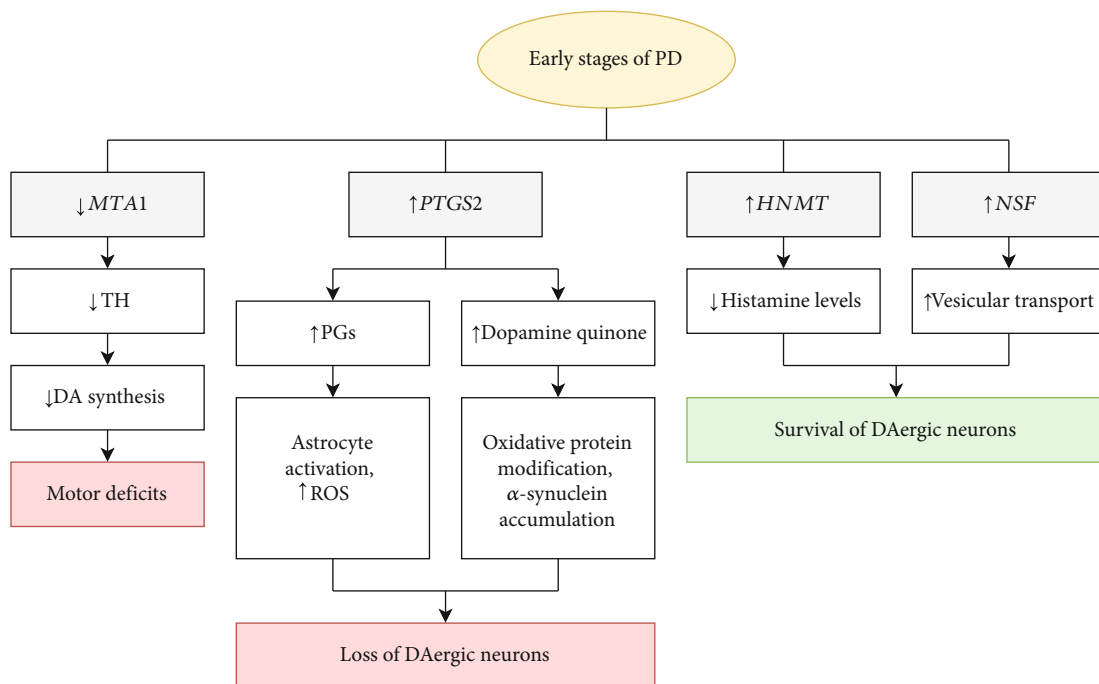 Early stages of PD
↓MTA1
↑PTGS2
↑HNMT
↑NSF
↓TH
↑PGs
↑Dopamine quinone
↓Histamine levels
↑Vesicular transport
↓DA synthesis
Astrocyte
activation,
↑ROS
Oxidative protein
modification,
α-synuclein
accumulation
Survival of DAergic neurons
Motor deficits
Loss of DAergic neurons